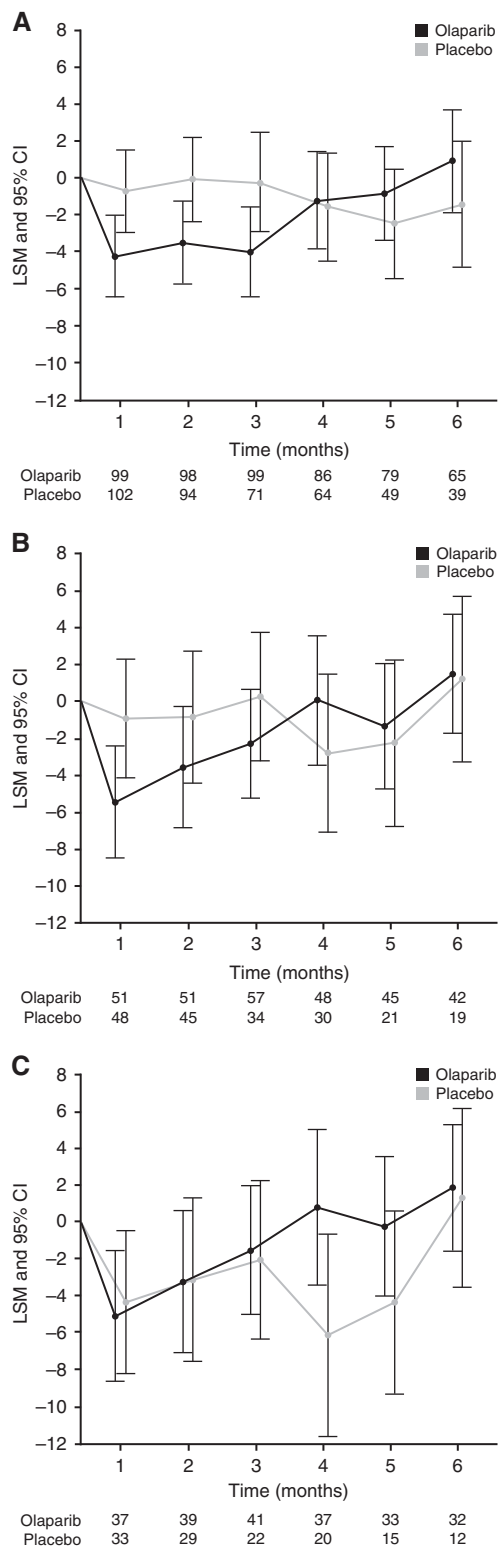 A
Olaparib
Placebo
8
6
4
2
0
–2
–4
–6
–8
–10
–12
LSM and 95% CI
1 2 3 4 5 6
Time (months)
Olaparib 99 98 99 86 79 65
Placebo 102 94 71 64 49 39
B
Olaparib
Placebo
8
6
4
2
0
–2
–4
–6
–8
–10
–12
LSM and 95% CI
1 2 3 4 5 6
Time (months)
Olaparib 51 51 57 48 45 42
Placebo 48 45 34 30 21 19
C
Olaparib
Placebo
8
6
4
2
0
–2
–4
–6
–8
–10
–12
LSM and 95% CI
1 2 3 4 5 6
Time (months)
Olaparib 37 39 41 37 33 32
Placebo 33 29 22 20 15 12